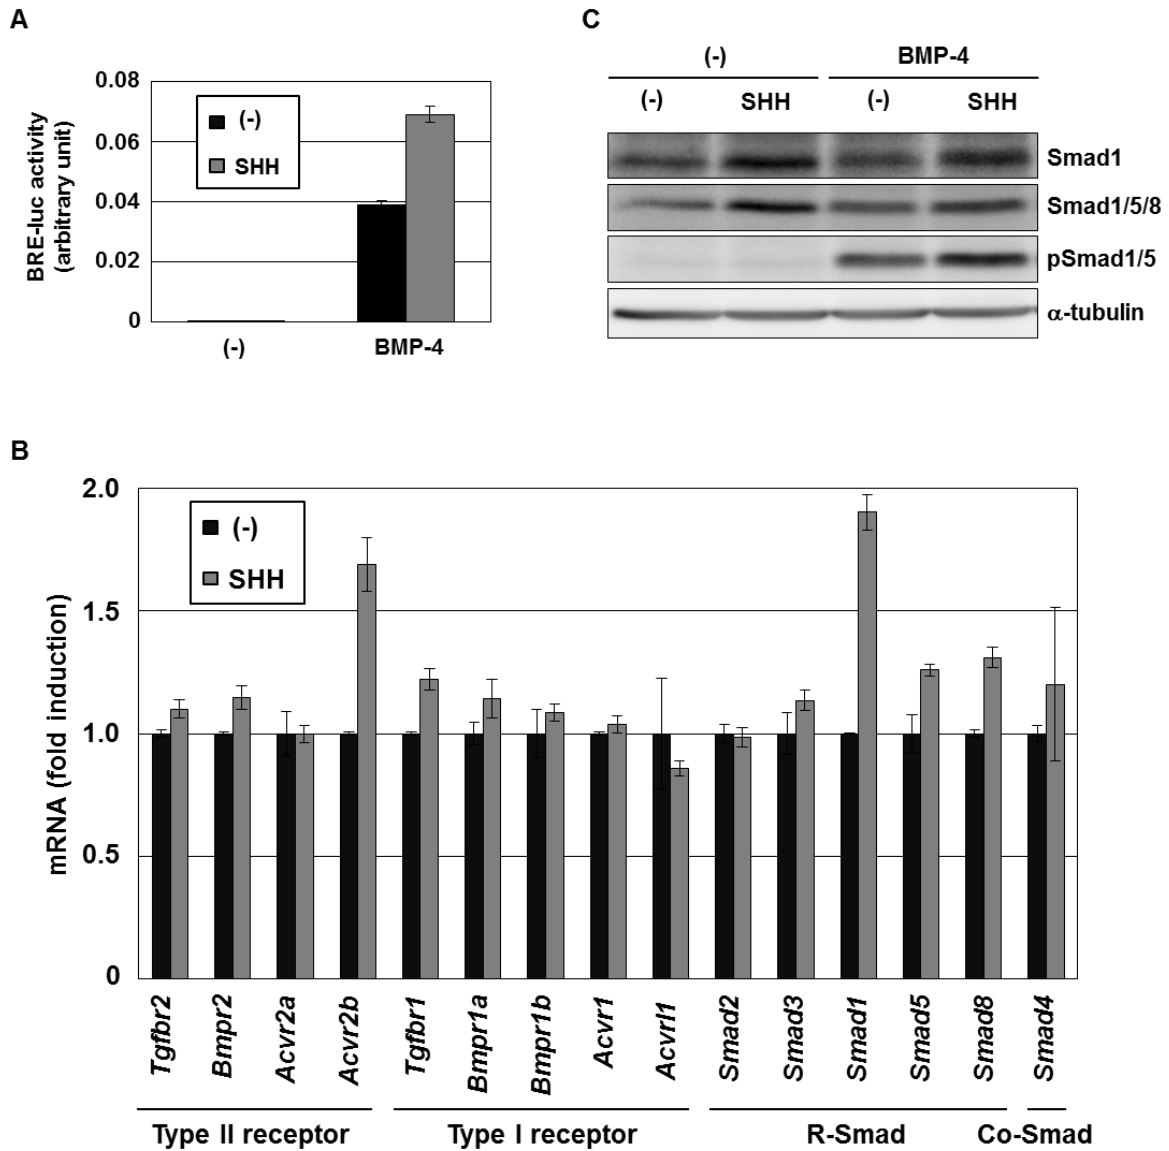 A
BRE-luc activity
(arbitrary unit)
0.08
0.06
0.04
0.02
0
(-)
SHH
(-)
BMP-4
C
(-)
BMP-4
(-)
SHH
(-)
SHH
Smad1
Smad1/5/8
pSmad1/5
α-tubulin
B
mRNA (fold induction)
2.0
1.5
1.0
0.5
0
(-)
SHH
Tgfbr2
Bmpr2
Acvr2a
Acvr2b
Tgfbr1
Bmpr1a
Bmpr1b
Acvr1
Acvrl1
Smad2
Smad3
Smad1
Smad5
Smad8
Smad4
Type II receptor
Type I receptor
R-Smad
Co-Smad